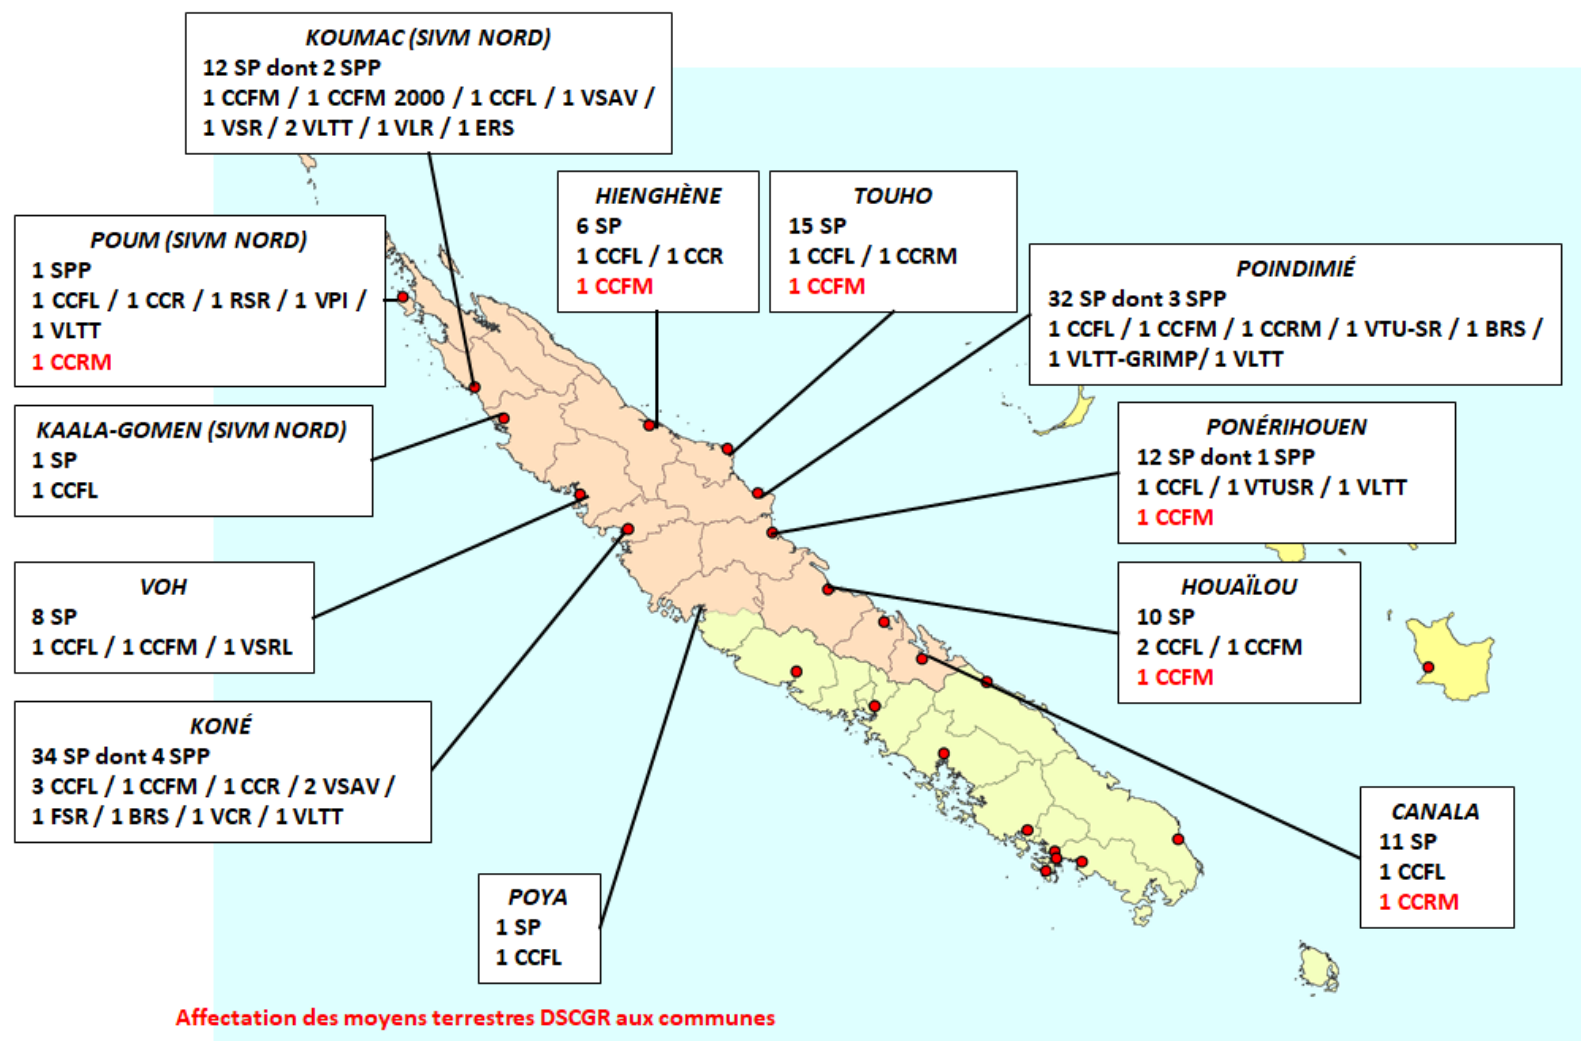 KOUMAC (SIVM NORD)
12 SP dont 2 SPP
1 CCFM / 1 CCFM 2000 / 1 CCFL / 1 VSAV /
1 VSR / 2 VLTT / 1 VLR / 1 ERS
HIENGHÈNE
6 SP
1 CCFL / 1 CCR
1 CCFM
TOUHO
15 SP
1 CCFL / 1 CCRM
1 CCFM
POUM (SIVM NORD)
1 SPP
1 CCFL / 1 CCR / 1 RSR / 1 VPI /
1 VLTT
1 CCRM
POINDIMIÉ
32 SP dont 3 SPP
1 CCFL / 1 CCFM / 1 CCRM / 1 VTU-SR / 1 BRS /
1 VLTT-GRIMP/ 1 VLTT
KAALA-GOMEN (SIVM NORD)
1 SP
1 CCFL
PONÉRIHOUEN
12 SP dont 1 SPP
1 CCFL / 1 VTUSR / 1 VLTT
1 CCFM
VOH
8 SP
1 CCFL / 1 CCFM / 1 VSRL
HOUAÏLOU
10 SP
2 CCFL / 1 CCFM
1 CCFM
KONÉ
34 SP dont 4 SPP
3 CCFL / 1 CCFM / 1 CCR / 2 VSAV /
1 FSR / 1 BRS / 1 VCR / 1 VLTT
CANALA
11 SP
1 CCFL
1 CCRM
POYA
1 SP
1 CCFL
Affectation des moyens terrestres DSCGR aux communes